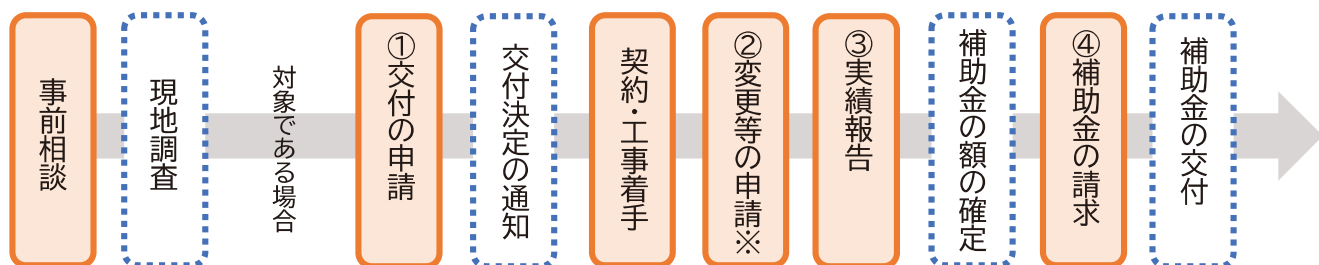 事前相談
現地調査
対象である場合
①交付の申請
交付決定の通知
契約・工事着手
②変更等の申請※
③実績報告
補助金の額の確定
④補助金の請求
補助金の交付